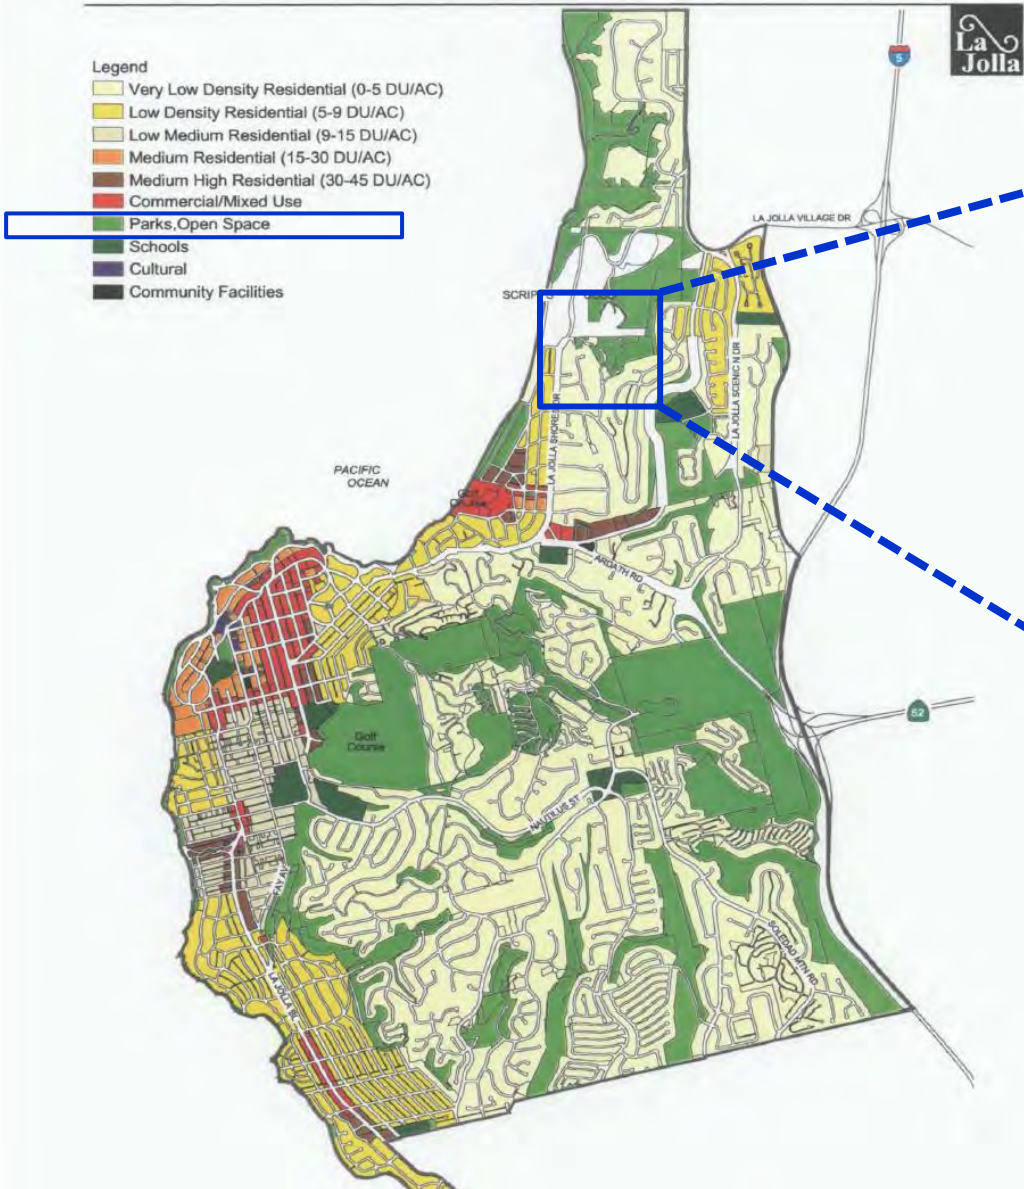 La
Jolla
5
Legend
Very Low Density Residential (0-5 DU/AC)
Low Density Residential (5-9 DU/AC)
Low Medium Residential (9-15 DU/AC)
Medium Residential (15-30 DU/AC)
Medium High Residential (30-45 DU/AC)
Commercial/Mixed Use
Parks,Open Space
Schools
Cultural
Community Facilities
LA JOLLA VILLAGE DR
SCRIP
LA JOLLA SCENIC N DR
LA JOLLA SHORES DR
PACIFIC
OCEAN
ARDATH RD
52
Golf
Course
NAUTILUS ST
FAY AV
SOLEDAD MTN RD
LA JOLLA BL